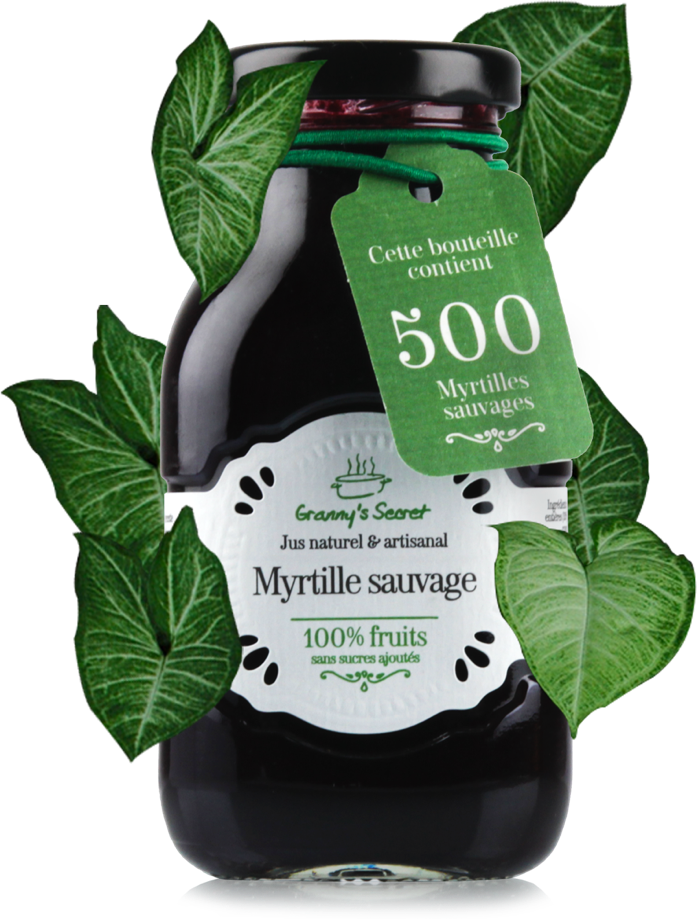 Cette bouteille
contient
500
Myrtilles
sauvages
Granny's Secret
Jus naturel & artisanal
Myrtille sauvage
100% fruits
sans sucres ajoutés